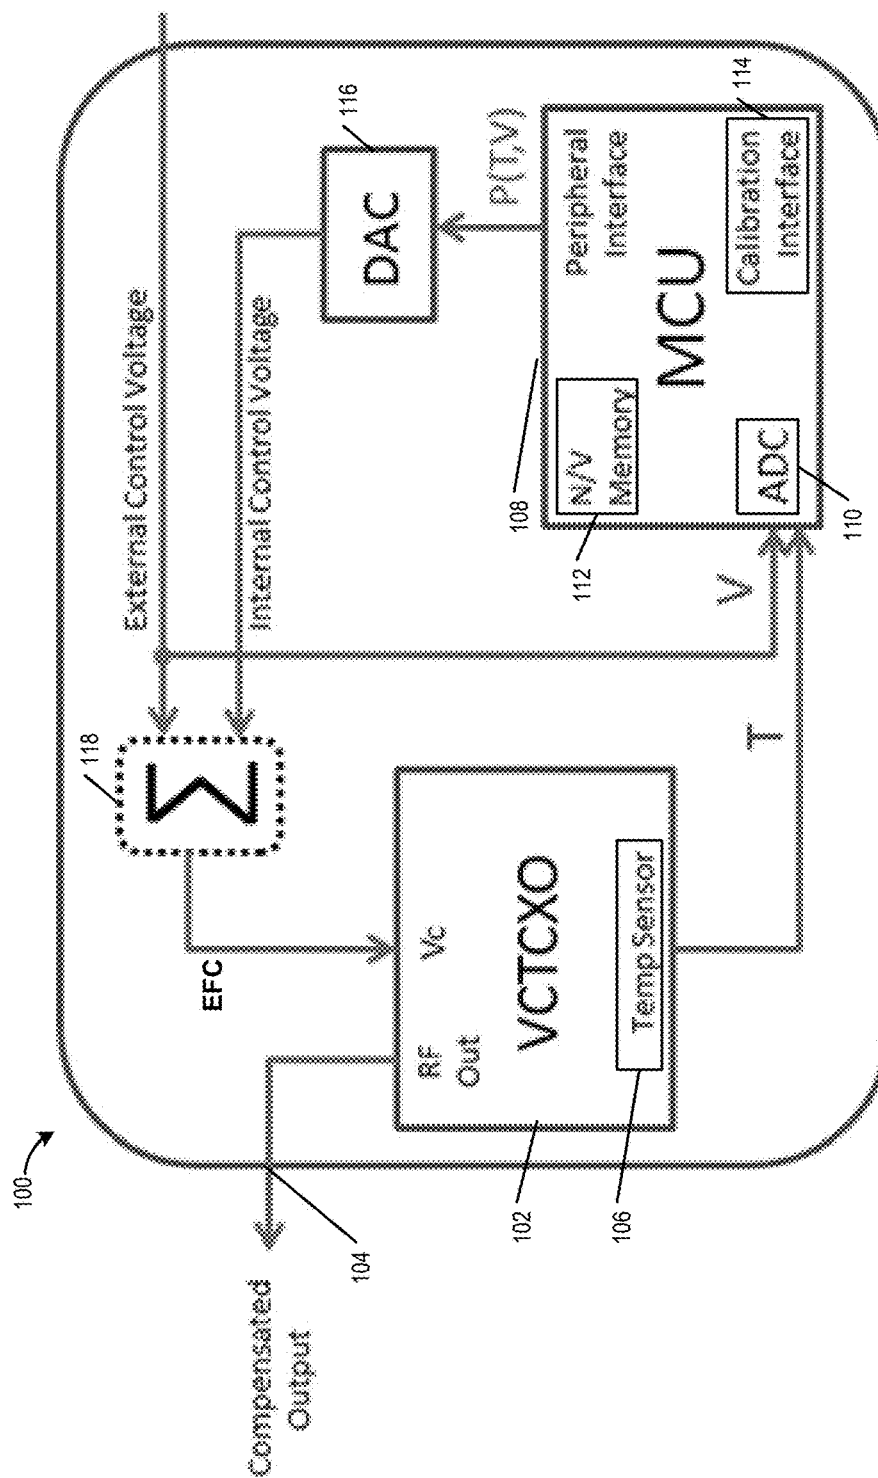 100
Compensated
Output
104
RF
Out
Vc
VCTCXO
102
Temp Sensor
106
EFC
118
Σ
External Control Voltage
Internal Control Voltage
DAC
116
P(T,V)
V
T
108
N/V
Memory
112
Peripheral
Interface
MCU
ADC
110
Calibration
Interface
114